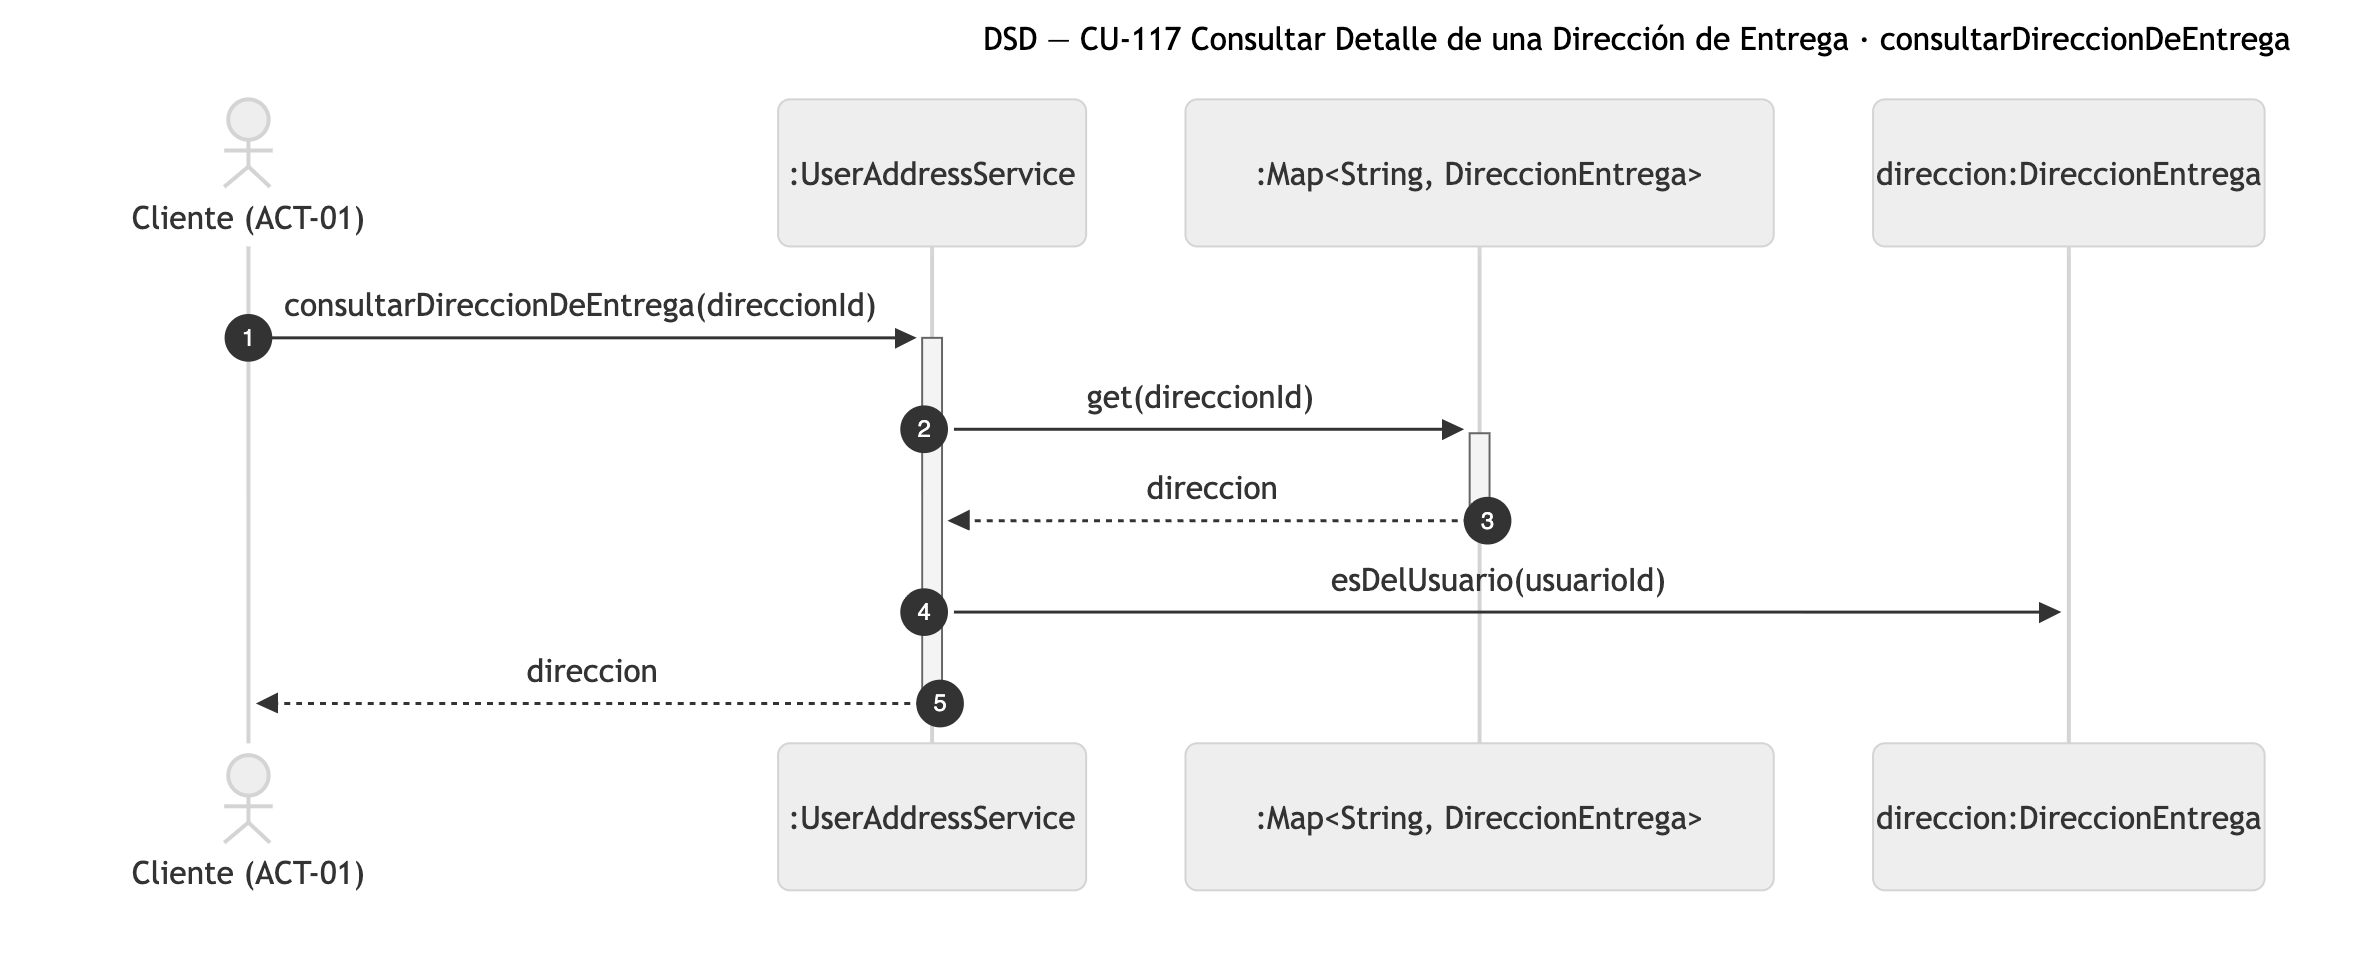 DSD — CU-117 Consultar Detalle de una Dirección de Entrega · consultarDireccionDeEntrega
Cliente (ACT-01)
:UserAddressService
:Map<String, DireccionEntrega>
direccion:DireccionEntrega
consultarDireccionDeEntrega(direccionId)
1
get(direccionId)
2
direccion
3
esDelUsuario(usuarioId)
4
direccion
5
Cliente (ACT-01)
:UserAddressService
:Map<String, DireccionEntrega>
direccion:DireccionEntrega